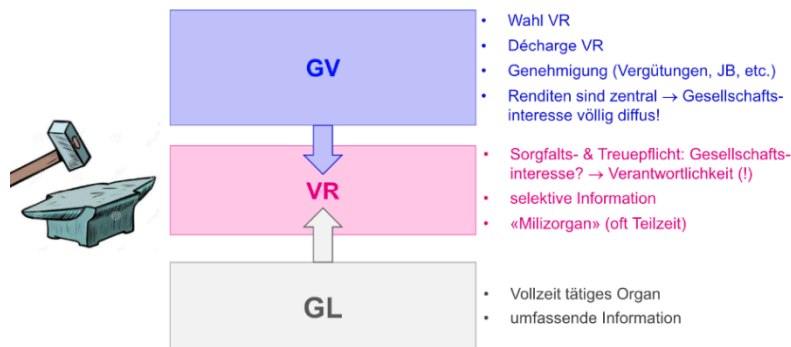 GV
• Wahl VR
• Décharge VR
• Genehmigung (Vergütungen, JB, etc.)
• Renditen sind zentral → Gesellschafts-
interesse völlig diffus!
VR
• Sorgfalts- & Treuepflicht: Gesellschafts-
interesse? → Verantwortlichkeit (!)
• selektive Information
• «Milizorgan» (oft Teilzeit)
GL
• Vollzeit tätiges Organ
• umfassende Information